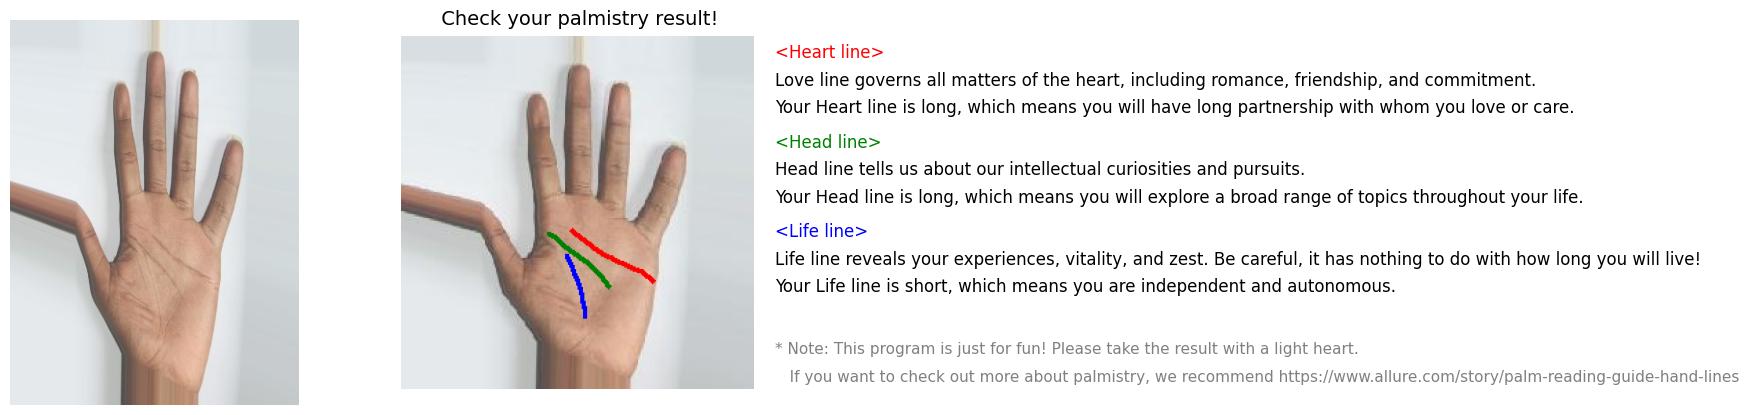 Check your palmistry result!
<Heart line>
Love line governs all matters of the heart, including romance, friendship, and commitment.
Your Heart line is long, which means you will have long partnership with whom you love or care.
<Head line>
Head line tells us about our intellectual curiosities and pursuits.
Your Head line is long, which means you will explore a broad range of topics throughout your life.
<Life line>
Life line reveals your experiences, vitality, and zest. Be careful, it has nothing to do with how long you will live!
Your Life line is short, which means you are independent and autonomous.
* Note: This program is just for fun! Please take the result with a light heart.
If you want to check out more about palmistry, we recommend https://www.allure.com/story/palm-reading-guide-hand-lines